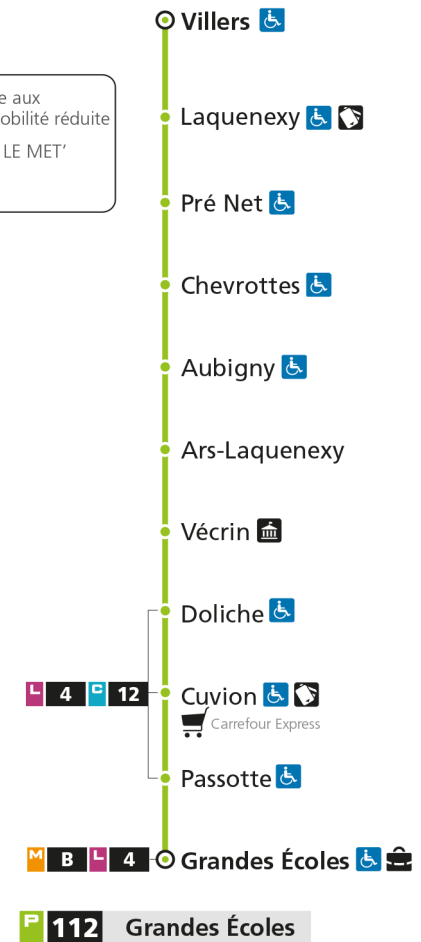 Villers
e aux
obilité réduite
LE MET'
Laquenexy
Pré Net
Chevrottes
Aubigny
Ars-Laquenexy
Vécrin
Doliche
L 4 C 12
Cuvion
Carrefour Express
Passotte
M B L 4
Grandes Écoles
P 112 Grandes Écoles